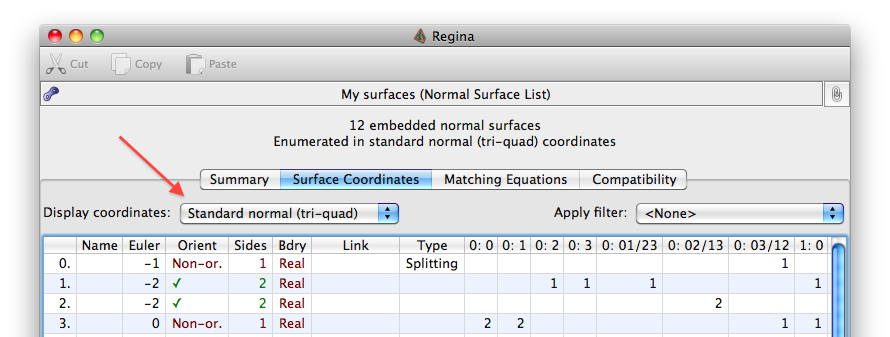 Regina
Cut Copy Paste
My surfaces (Normal Surface List)
12 embedded normal surfaces
Enumerated in standard normal (tri-quad) coordinates
Summary Surface Coordinates Matching Equations Compatibility
Display coordinates: Standard normal (tri-quad) Apply filter: <None>
Name Euler Orient Sides Bdry Link Type 0: 0 0: 1 0: 2 0: 3 0: 01/23 0: 02/13 0: 03/12 1: 0
0. -1 Non-or. 1 Real Splitting 1
1. -2 ✓ 2 Real 1 1 1 1
2. -2 ✓ 2 Real 2
3. 0 Non-or. 1 Real 2 2 1 1